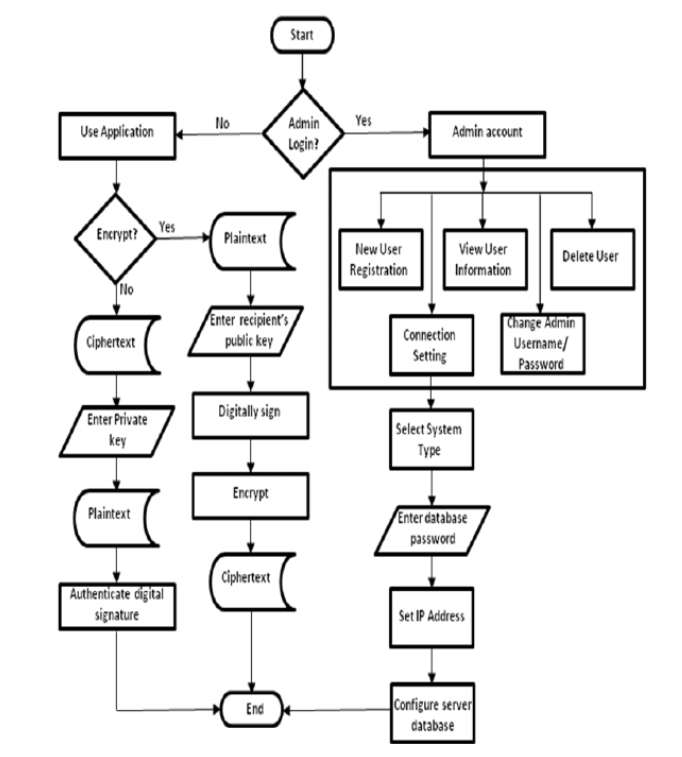 Start
Admin
Login?
No
Yes
Use Application
Admin account
Encrypt?
Yes
No
Plaintext
New User
Registration
View User
Information
Delete User
Ciphertext
Enter recipient's
public key
Connection
Setting
Change Admin
Username/
Password
Enter Private
key
Digitally sign
Select System
Type
Plaintext
Encrypt
Enter database
password
Authenticate digital
signature
Ciphertext
Set IP Address
End
Configure server
database